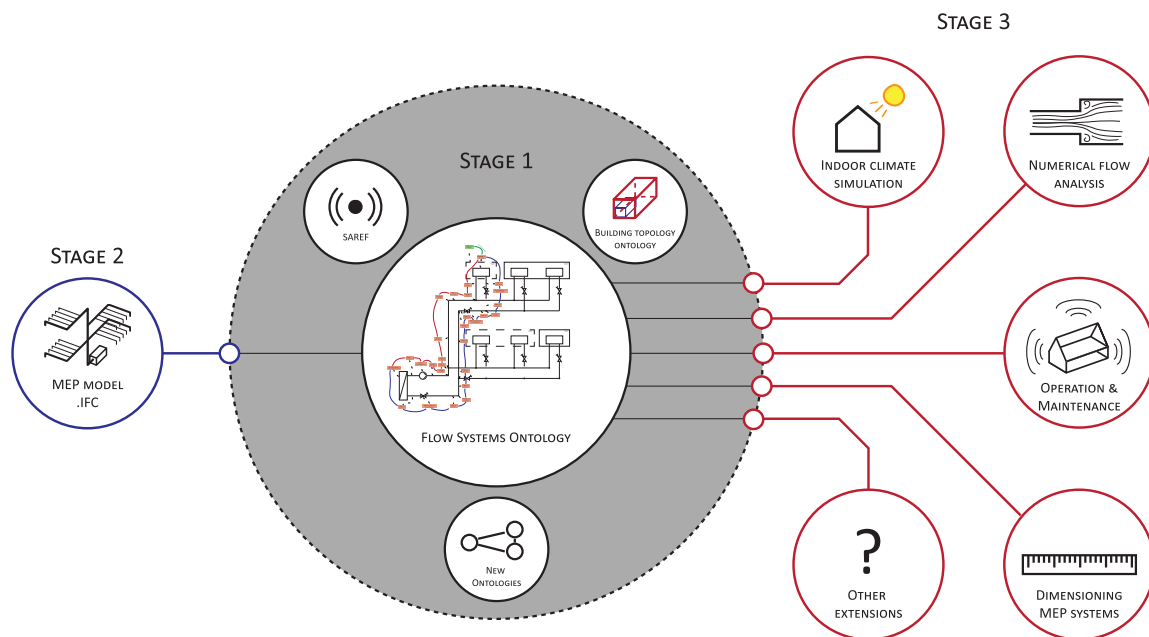 Stage 3
Stage 1
Indoor climate
simulation
Numerical flow
analysis
SAREF
Building topology
ontology
Stage 2
MEP model
.IFC
Operation &
Maintenance
Flow Systems Ontology
New
Ontologies
?
Other
extensions
Dimensioning
MEP systems